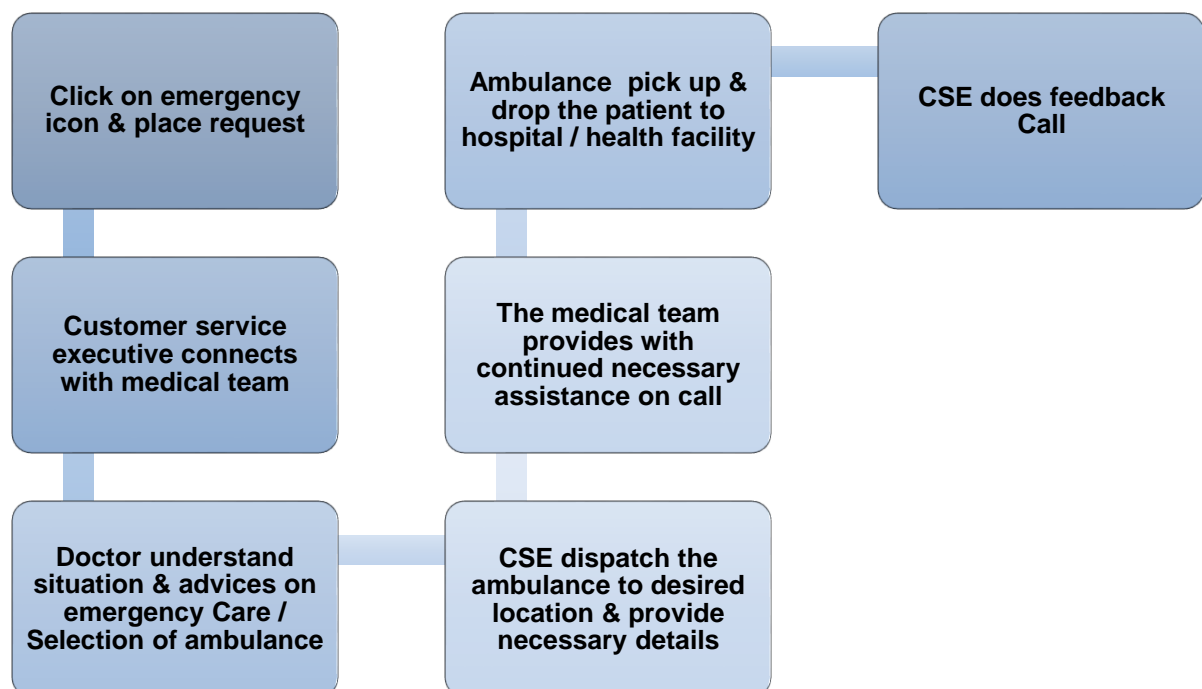 Click on emergency
icon & place request
Customer service
executive connects
with medical team
Doctor understand
situation & advices on
emergency Care /
Selection of ambulance
CSE dispatch the
ambulance to desired
location & provide
necessary details
The medical team
provides with
continued necessary
assistance on call
Ambulance pick up &
drop the patient to
hospital / health facility
CSE does feedback
Call